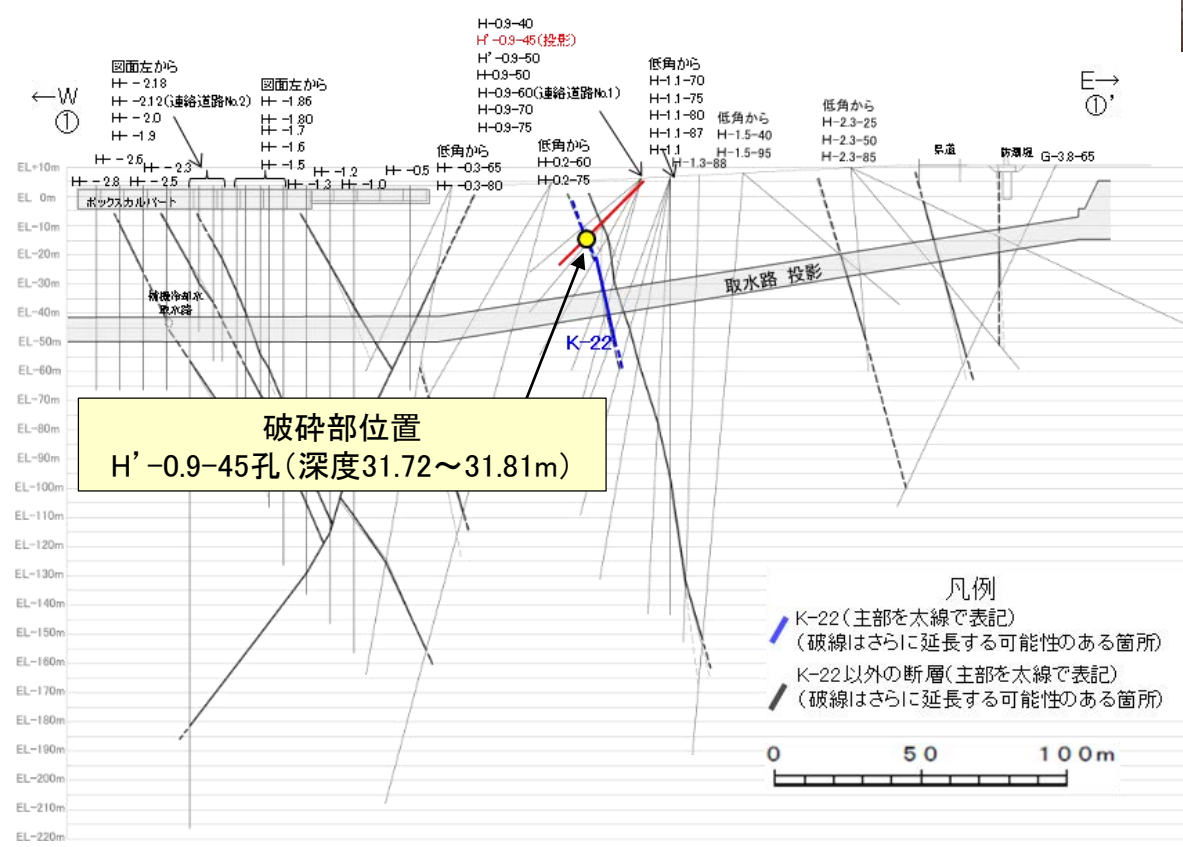 H-0.9-40
H'-0.9-45(投影)
H'-0.9-50
H-0.9-50
H-0.9-60(連絡道路No.1)
H-0.9-70
H-0.9-75
←W
①
図面左から
H- -2.18
H- -2.12(連絡道路No.2)
H- -2.0
H- -1.9
図面左から
H- -1.86
H- -1.80
H- -1.7
H- -1.6
H- -1.5
低角から
H-1.1-70
H-1.1-75
H-1.1-80
H-1.1-87
H-1.1
低角から
H-1.5-40
H-1.5-95
低角から
H-2.3-25
H-2.3-50
H-2.3-85
E→
①'
県道
防潮堤
G-3.8-65
H- -2.6
H- -2.3
H- -2.8
H- -2.5
H- -1.3
H- -1.2
H- -1.0
H- -0.5
低角から
H- -0.3-65
H- -0.3-80
低角から
H-0.2-60
H-0.2-75
H-1.3-88
ボックスカルバート
補機冷却水
取水路
取水路 投影
K-22
破砕部位置
H'-0.9-45孔(深度31.72～31.81m)
EL+10m
EL 0m
EL-10m
EL-20m
EL-30m
EL-40m
EL-50m
EL-60m
EL-70m
EL-80m
EL-90m
EL-100m
EL-110m
EL-120m
EL-130m
EL-140m
EL-150m
EL-160m
EL-170m
EL-180m
EL-190m
EL-200m
EL-210m
EL-220m
凡例
K-22(主部を太線で表記)
(破線はさらに延長する可能性のある箇所)
K-22以外の断層(主部を太線で表記)
(破線はさらに延長する可能性のある箇所)
0 50 100m